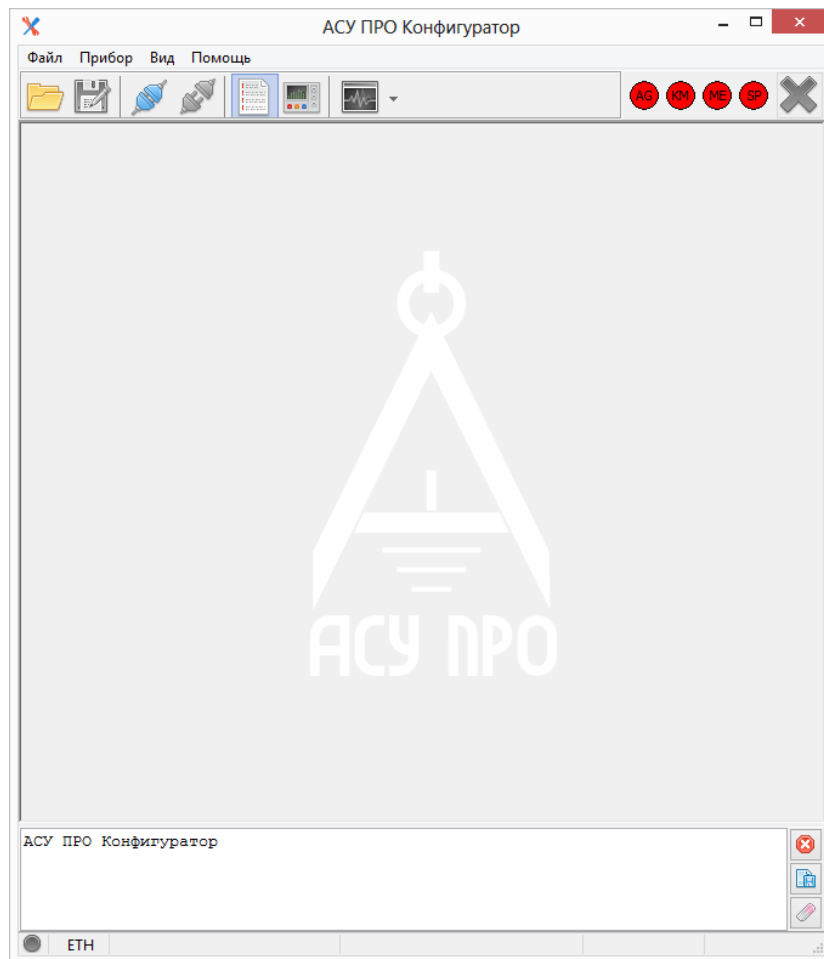 АСУ ПРО Конфигуратор
Файл Прибор Вид Помощь
AG KM ME SP
АСУ ПРО
АСУ ПРО Конфигуратор
ETH